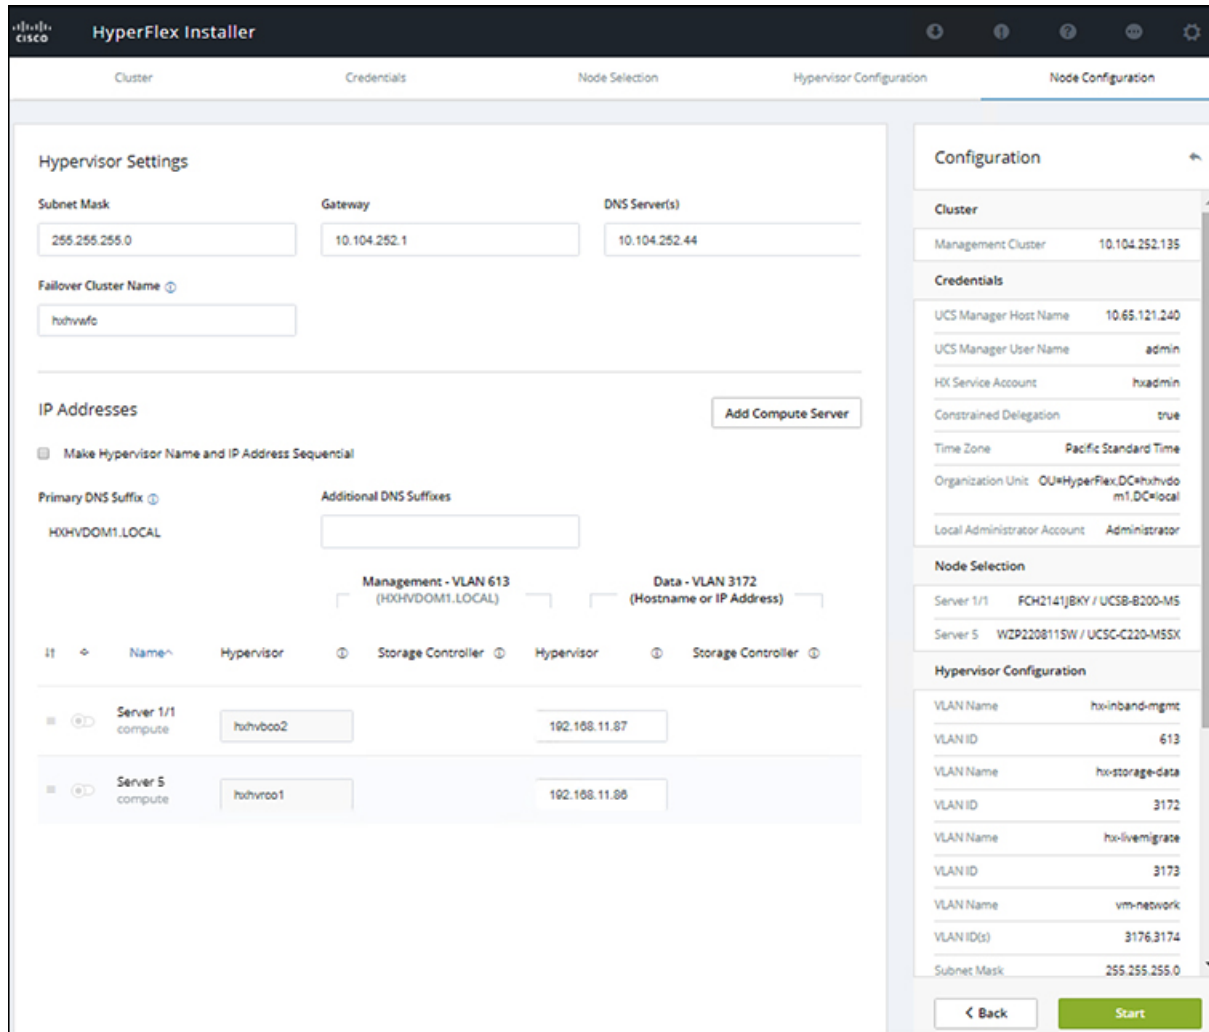 cisco
HyperFlex Installer
Cluster
Credentials
Node Selection
Hypervisor Configuration
Node Configuration
Hypervisor Settings
Subnet Mask
Gateway
DNS Server(s)
255.255.255.0
10.104.252.1
10.104.252.44
Failover Cluster Name
hxhvwfc
IP Addresses
Add Compute Server
Make Hypervisor Name and IP Address Sequential
Primary DNS Suffix
Additional DNS Suffixes
HXHVDOM1.LOCAL
Management - VLAN 613
(HXHVDOM1.LOCAL)
Data - VLAN 3172
(Hostname or IP Address)
Name
Hypervisor
Storage Controller
Hypervisor
Storage Controller
Server 1/1
compute
hxhvbco2
192.168.11.87
Server 5
compute
hxhvrco1
192.168.11.86
Configuration
Cluster
Management Cluster 10.104.252.135
Credentials
UCS Manager Host Name 10.65.121.240
UCS Manager User Name admin
HX Service Account hxadmin
Constrained Delegation true
Time Zone Pacific Standard Time
Organization Unit OU=HyperFlex,DC=hxhvdo
m1,DC=local
Local Administrator Account Administrator
Node Selection
Server 1/1 FCH2141JBKY / UCSB-B200-M5
Server 5 WZP220811SW / UCSC-C220-M5SX
Hypervisor Configuration
VLAN Name hx-inband-mgmt
VLAN ID 613
VLAN Name hx-storage-data
VLAN ID 3172
VLAN Name hx-livemigrate
VLAN ID 3173
VLAN Name vm-network
VLAN ID(s) 3176,3174
Subnet Mask 255.255.255.0
Back
Start